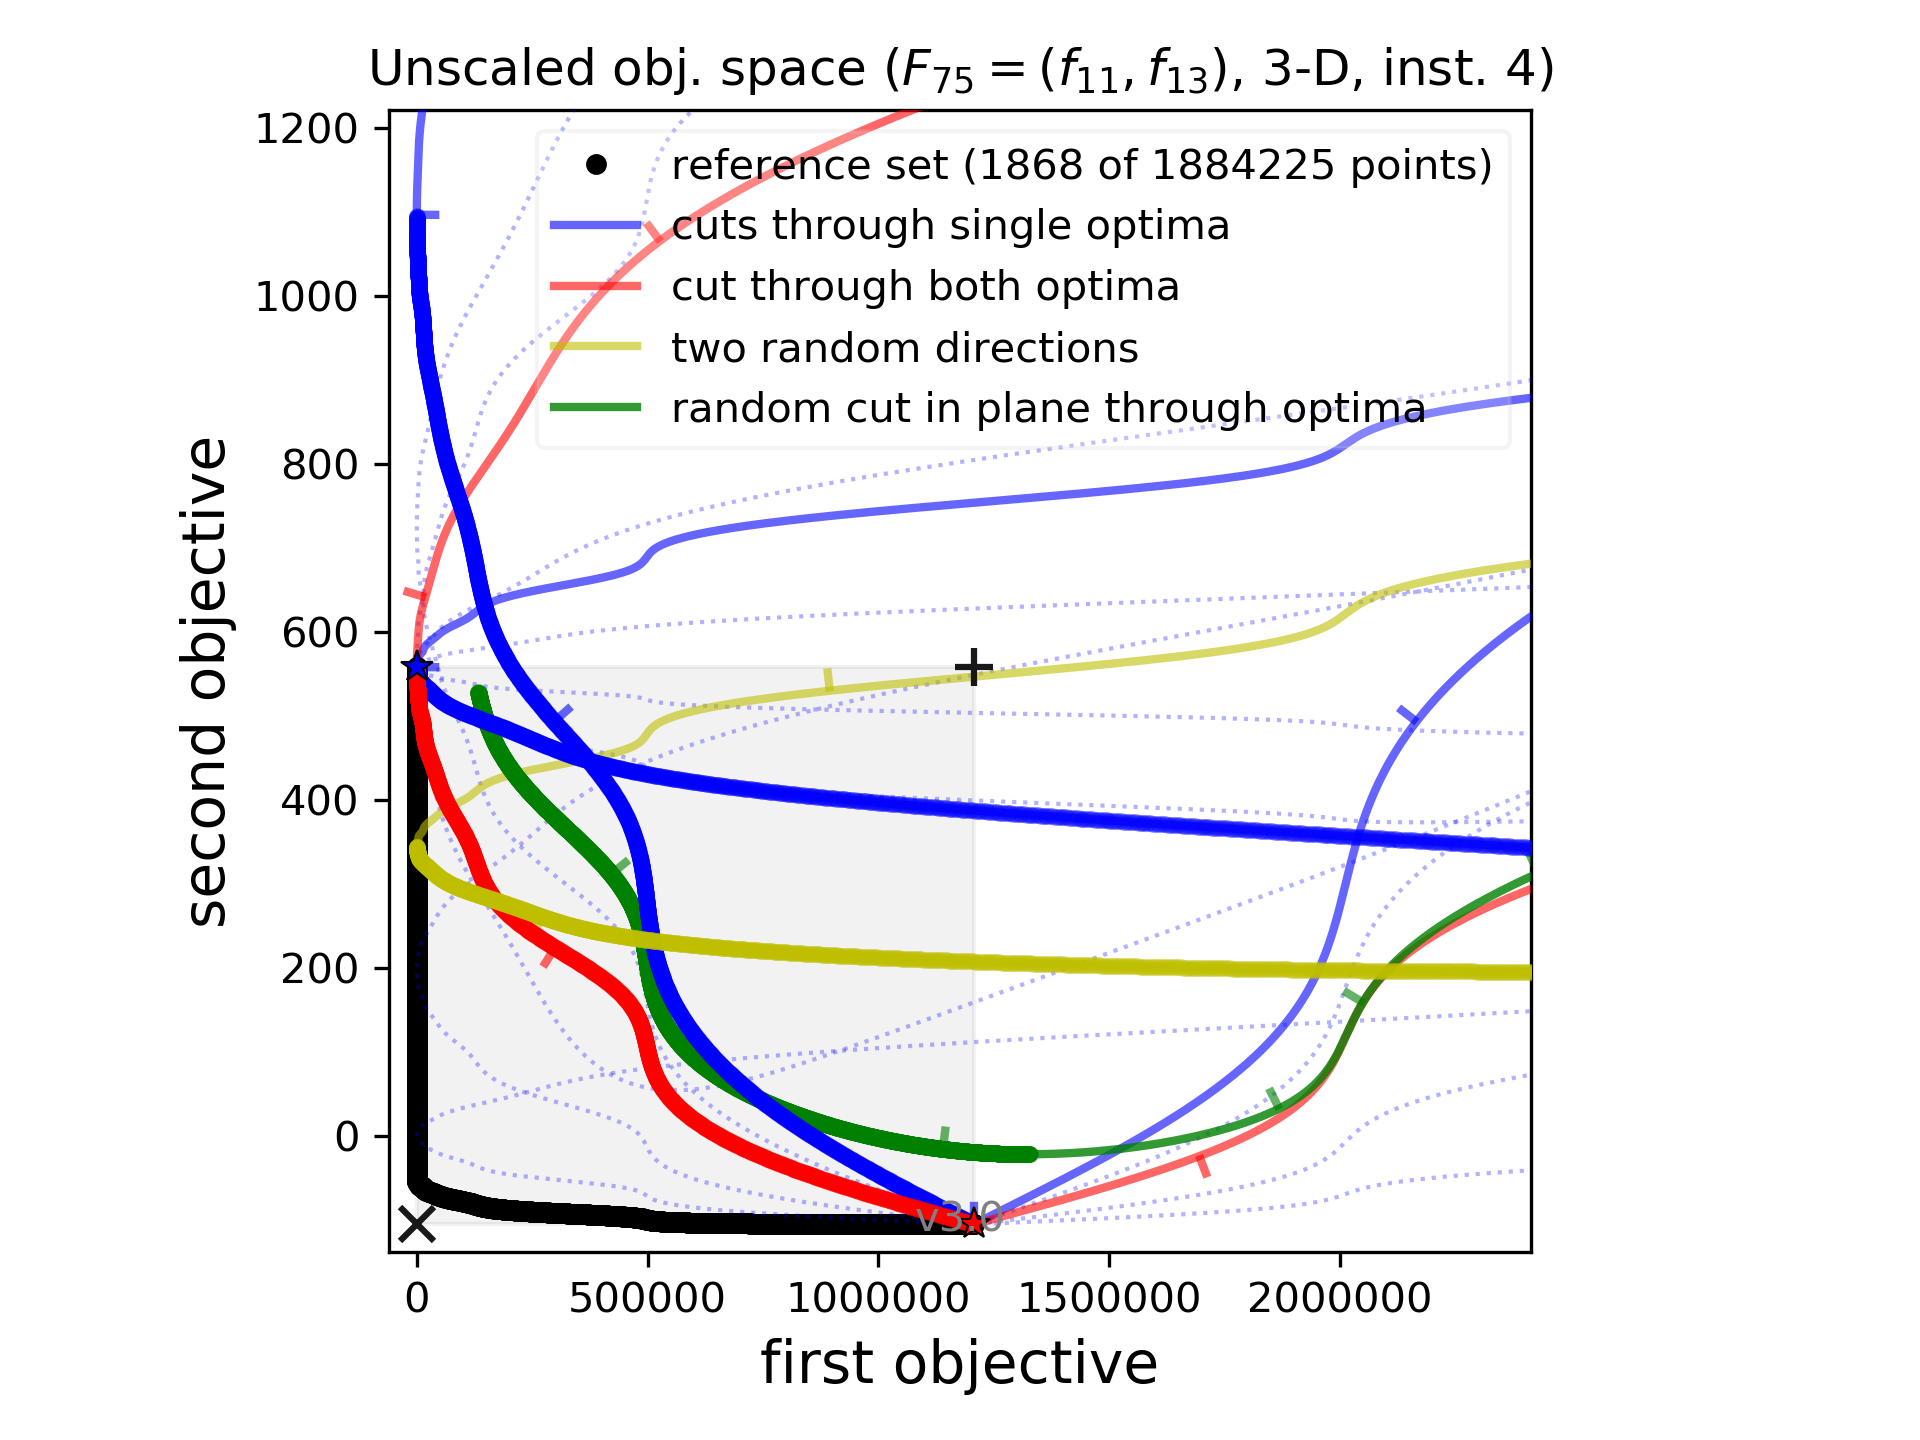 Unscaled obj. space (F₇₅ = (f₁₁, f₁₃), 3-D, inst. 4)
reference set (1868 of 1884225 points)
cuts through single optima
cut through both optima
two random directions
random cut in plane through optima
second objective
1200
1000
800
600
400
200
0
v3.0
0
500000
1000000
1500000
2000000
first objective